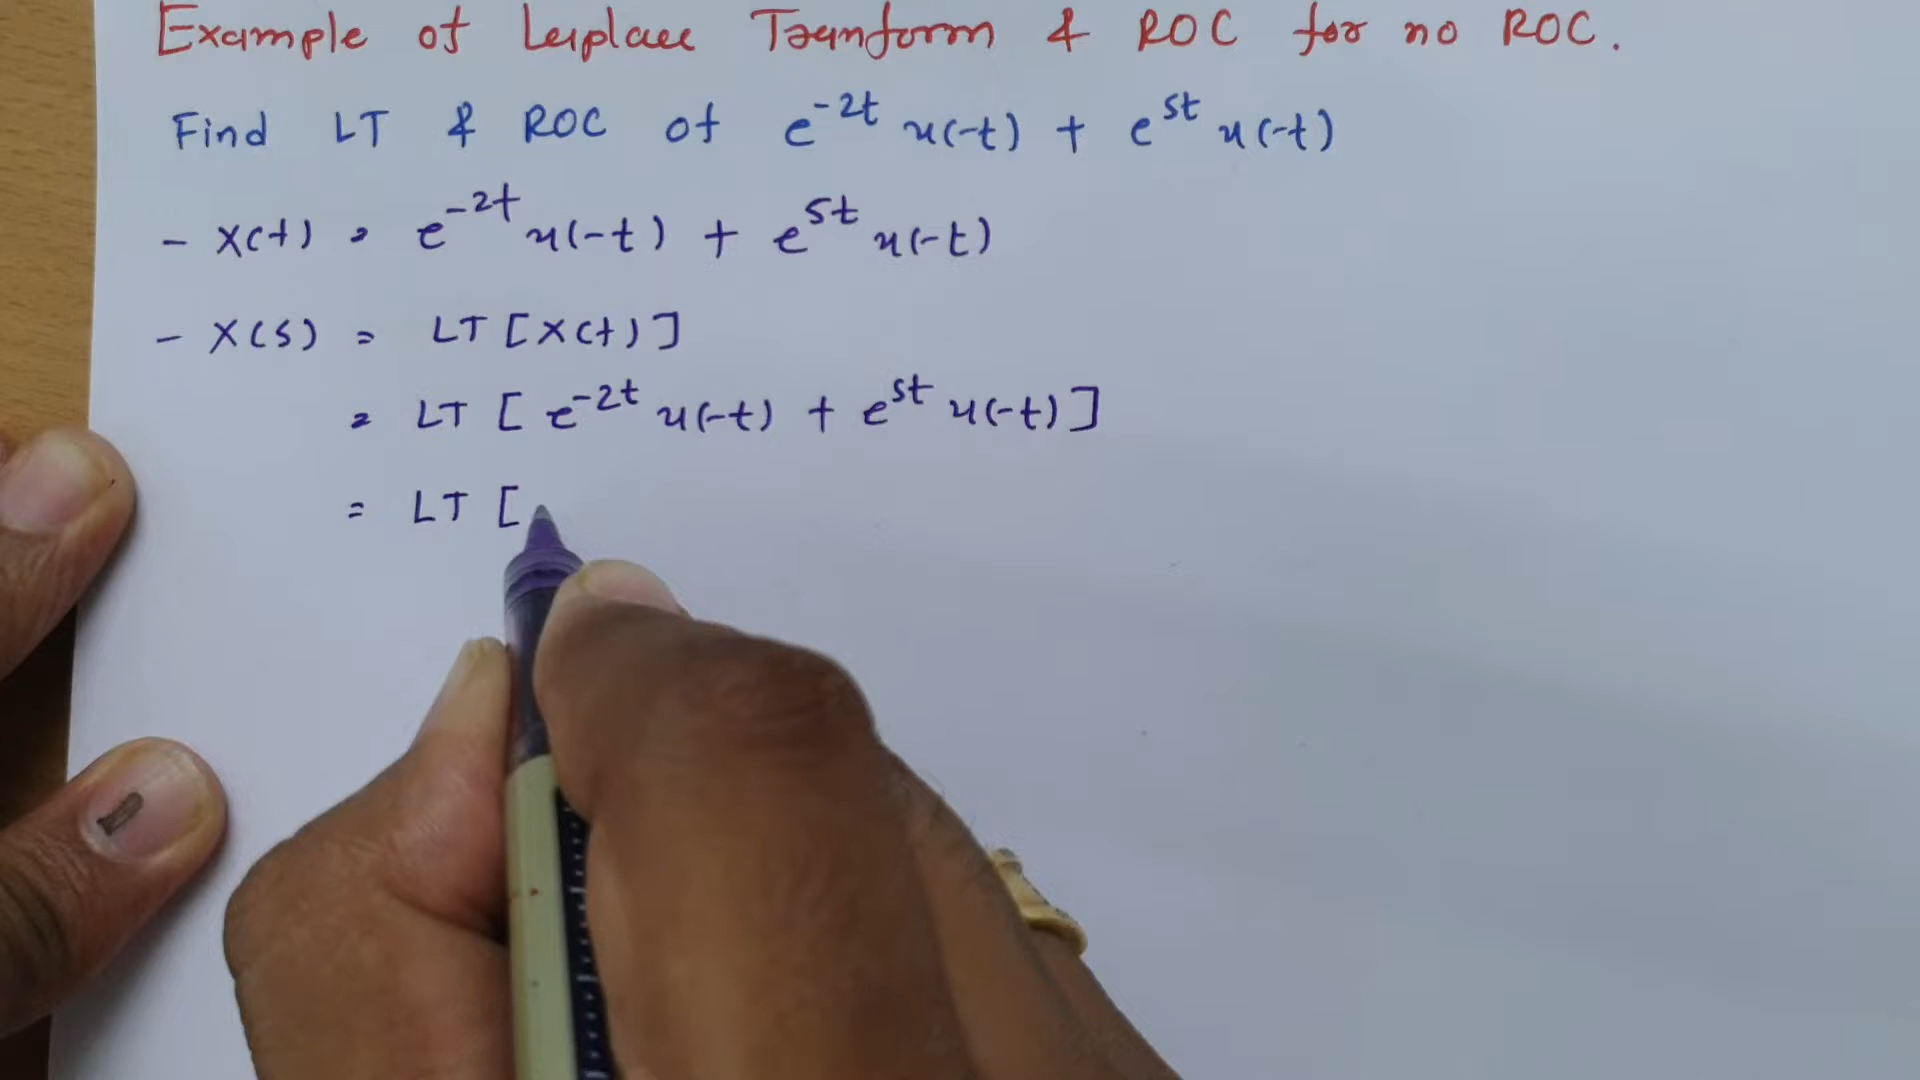 Example of Laplace Transform & ROC for no ROC.
Find LT & ROC of e^-2t u(-t) + e^5t u(-t)
- x(t) = e^-2t u(-t) + e^5t u(-t)
- X(s) = LT [x(t)]
= LT [e^-2t u(-t) + e^5t u(-t)]
= LT [